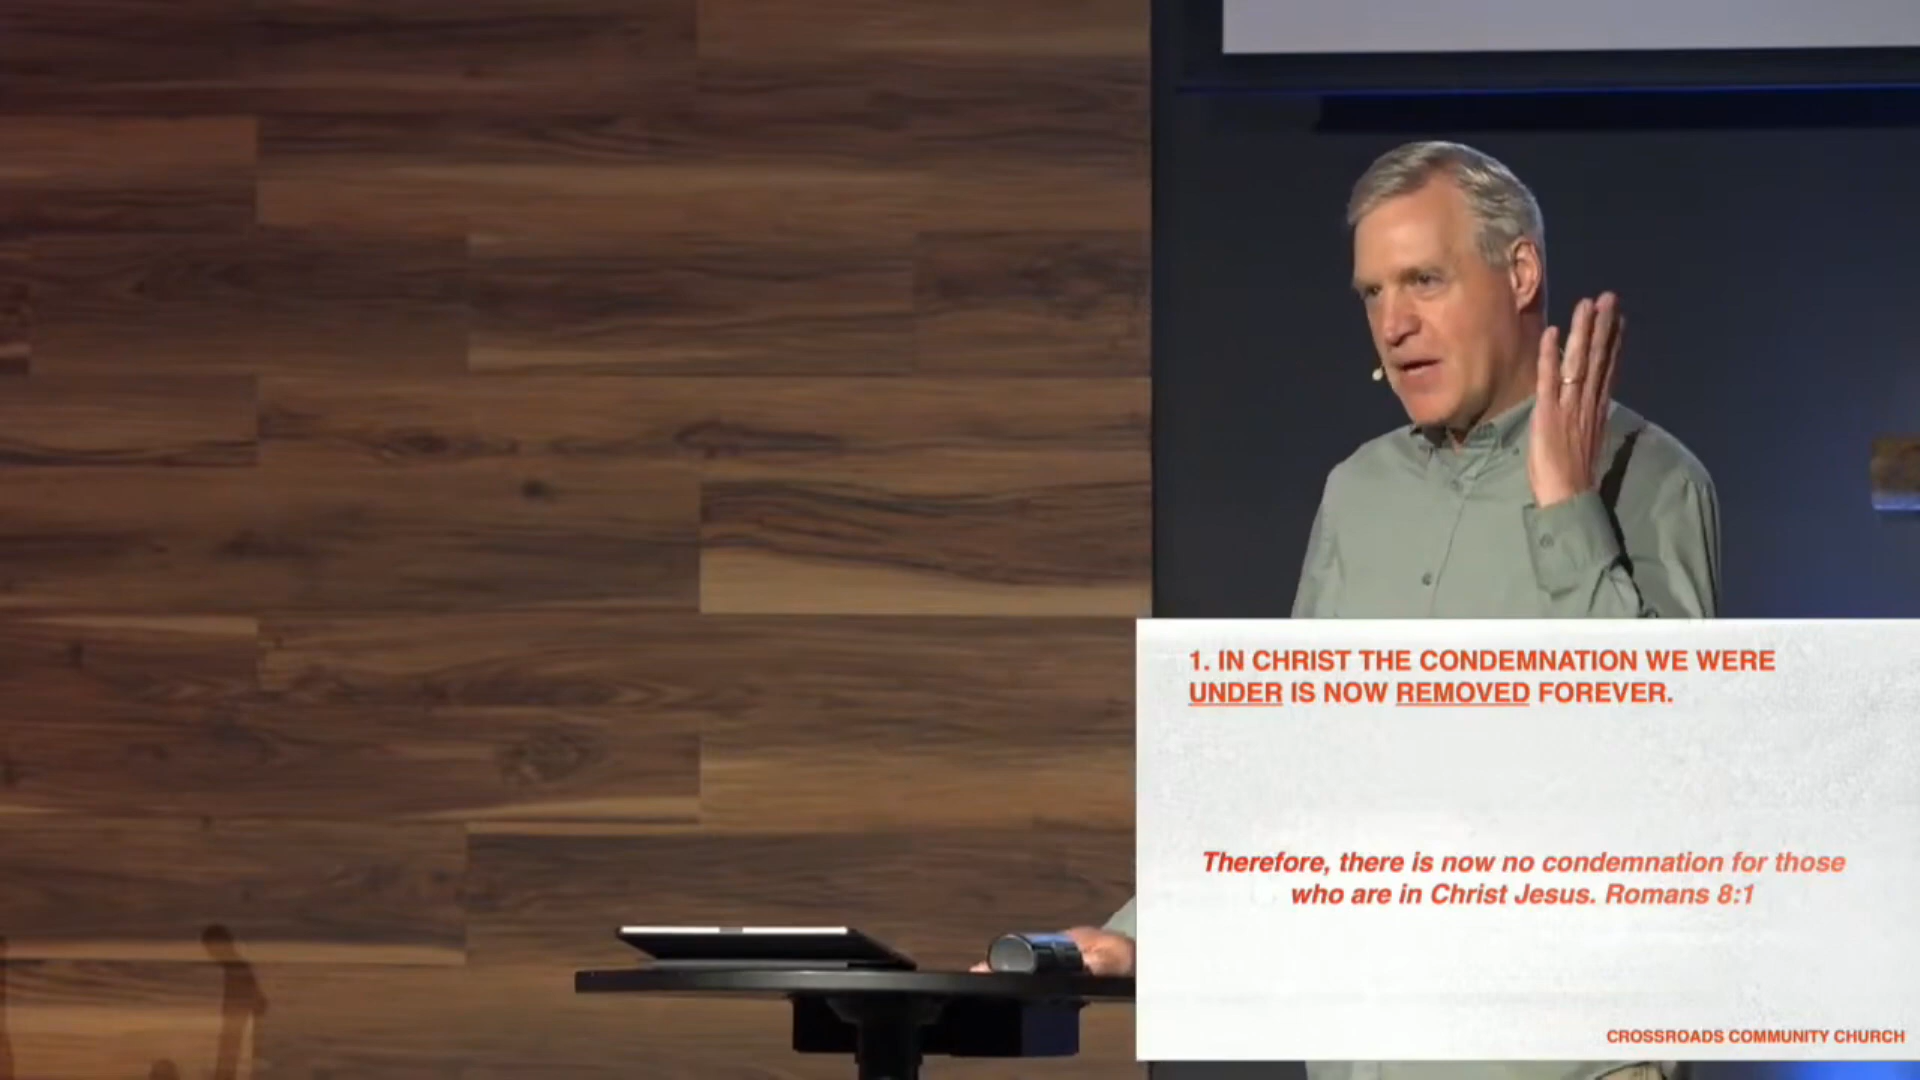 1. IN CHRIST THE CONDEMNATION WE WERE
UNDER IS NOW REMOVED FOREVER.
Therefore, there is now no condemnation for those
who are in Christ Jesus. Romans 8:1
CROSSROADS COMMUNITY CHURCH